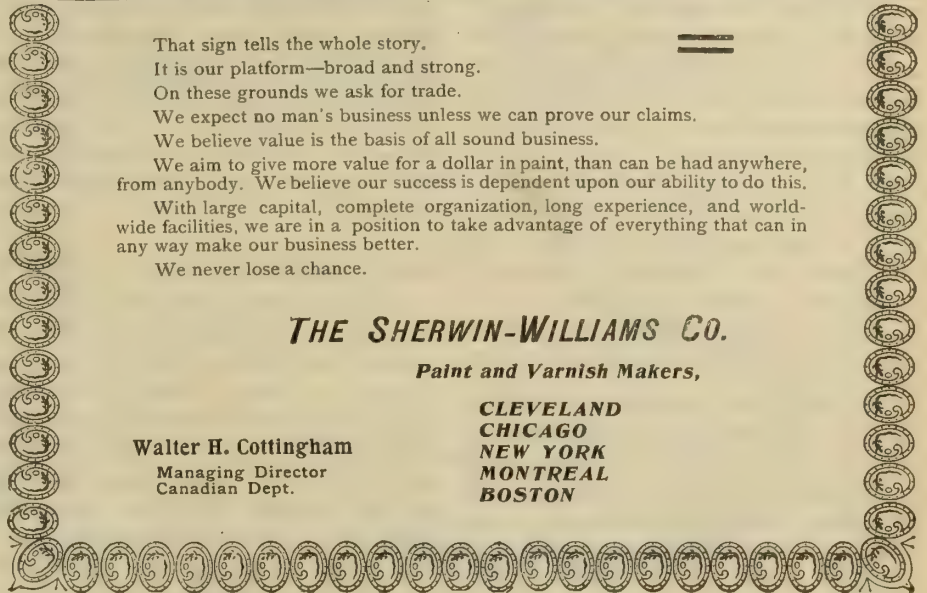 That sign tells the whole story.
It is our platform—broad and strong.
On these grounds we ask for trade.
We expect no man's business unless we can prove our claims.
We believe value is the basis of all sound business.
We aim to give more value for a dollar in paint, than can be had anywhere,
from anybody. We believe our success is dependent upon our ability to do this.
With large capital, complete organization, long experience, and world-
wide facilities, we are in a position to take advantage of everything that can in
any way make our business better.
We never lose a chance.
THE SHERWIN-WILLIAMS CO.
Paint and Varnish Makers,
CLEVELAND
CHICAGO
NEW YORK
MONTREAL
BOSTON
Walter H. Cottingham
Managing Director
Canadian Dept.